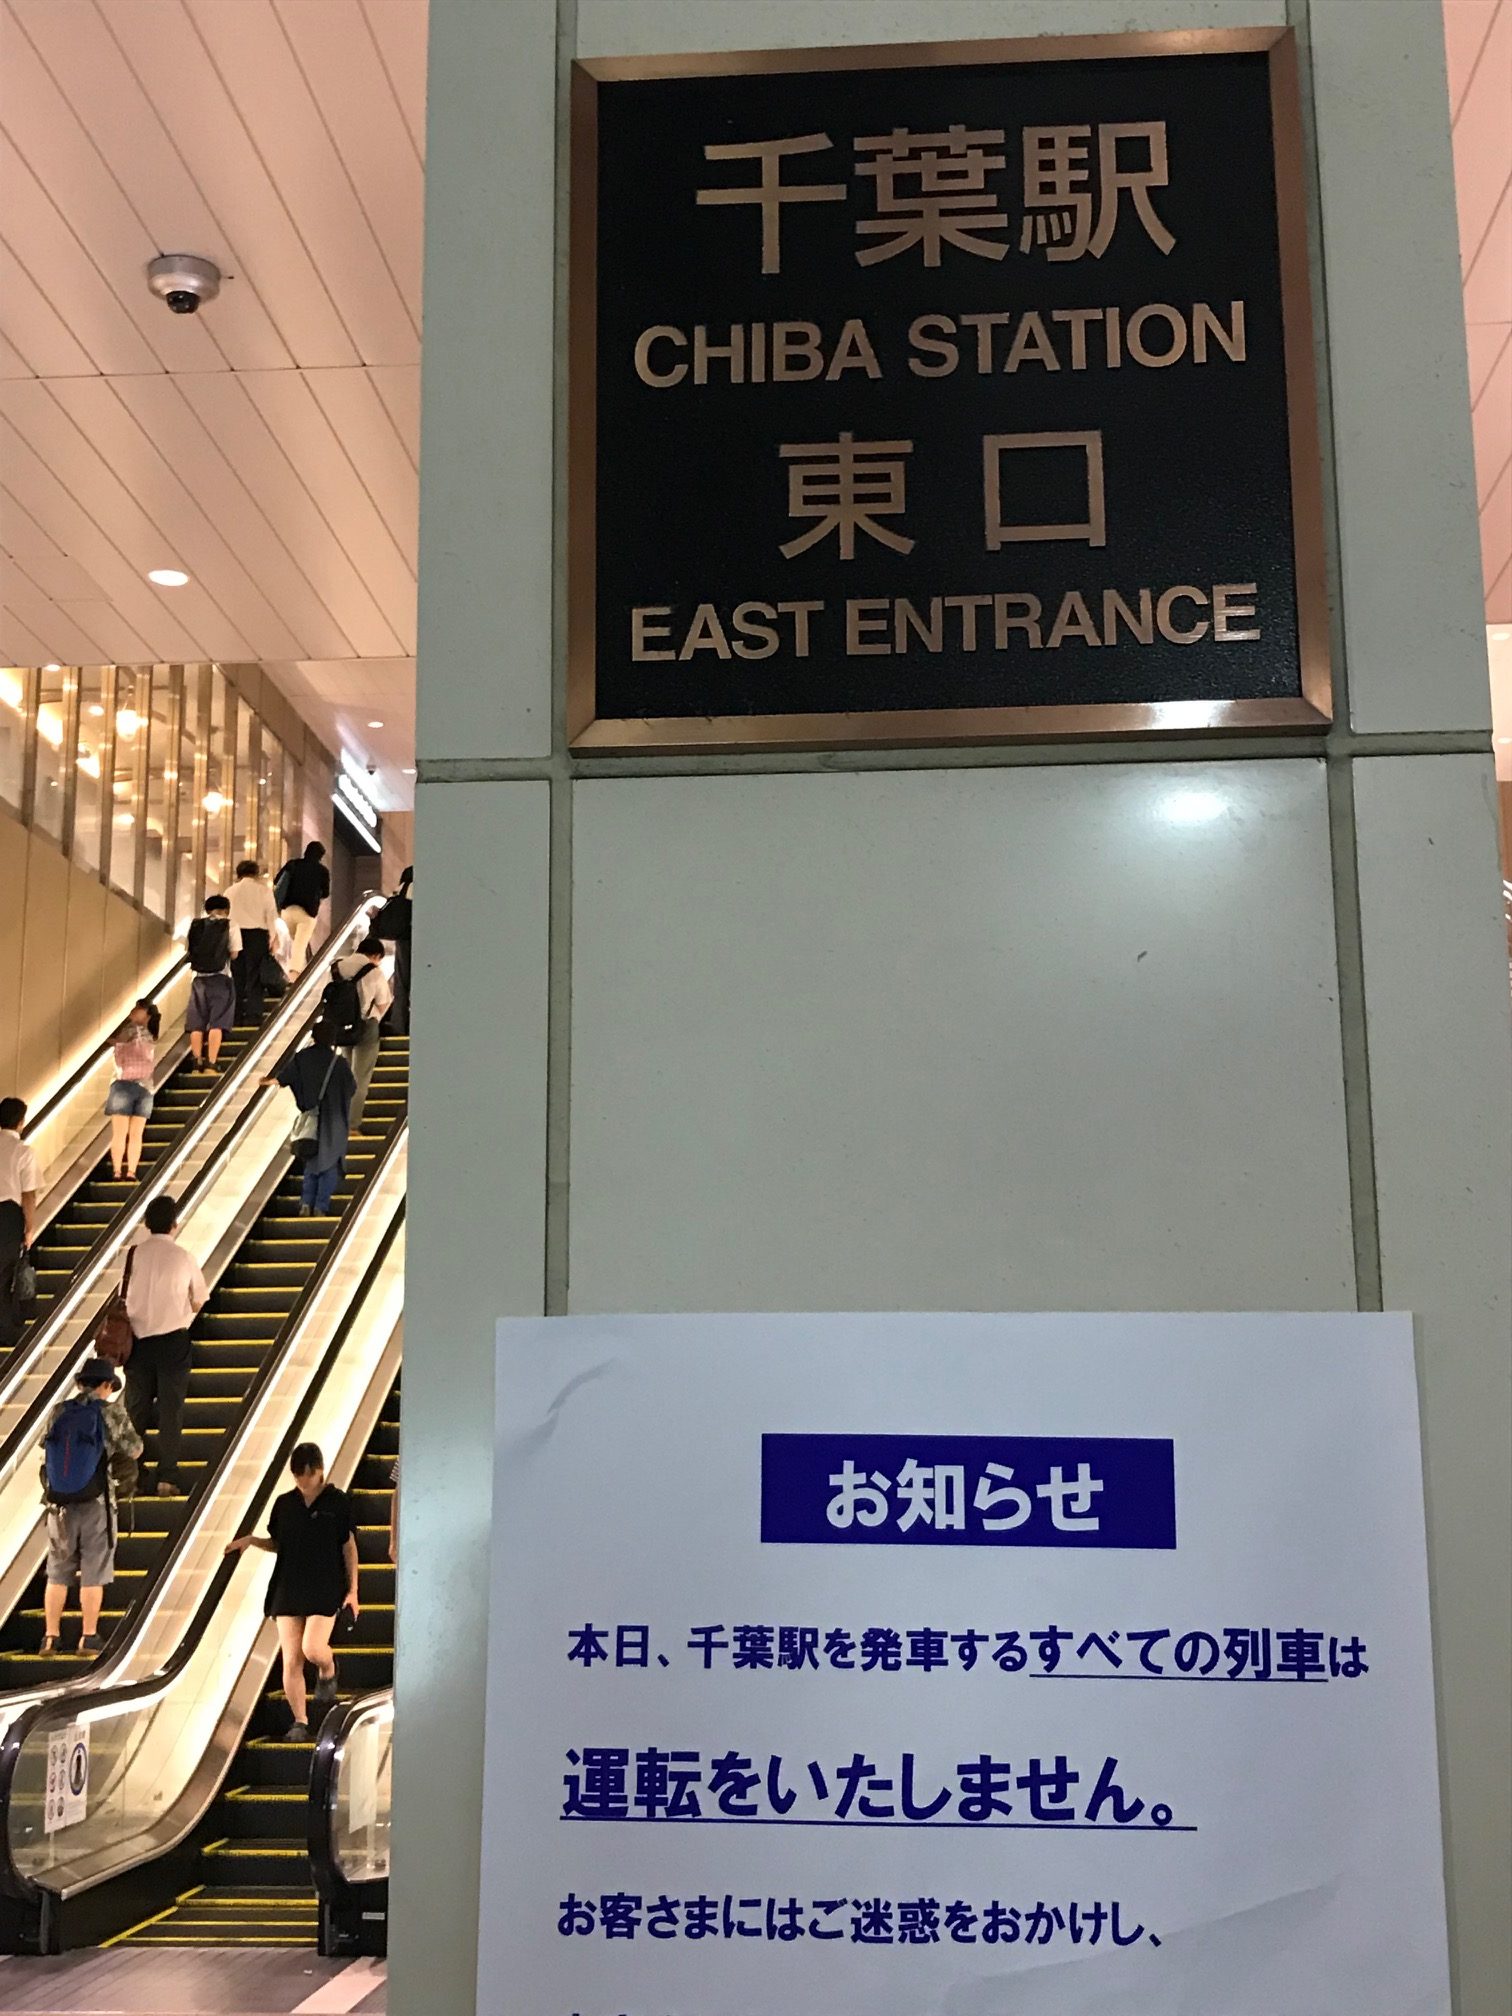 千葉駅
CHIBA STATION
東口
EAST ENTRANCE
お知らせ
本日、千葉駅を発車するすべての列車は
運転をいたしません。
お客さまにはご迷惑をおかけし、